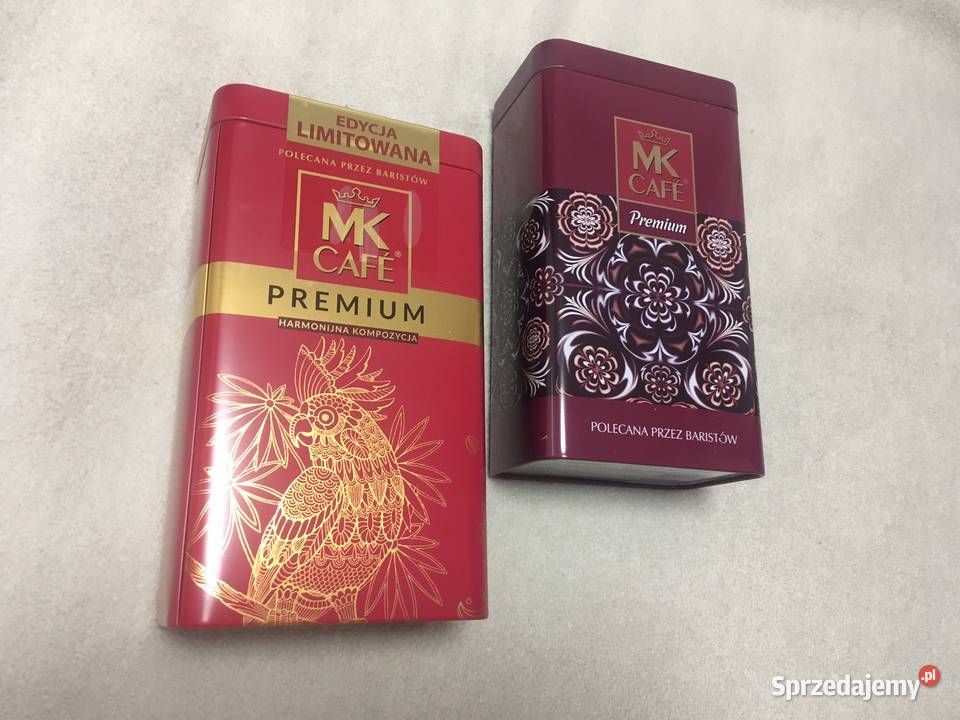 EDYCJA
LIMITOWANA
POLECANA PRZEZ BARISTÓW
MK
CAFÉ®
PREMIUM
HARMONIJNA KOMPOZYCJA
MK
CAFÉ®
Premium
POLECANA PRZEZ BARISTÓW
Sprzedajemy.pl